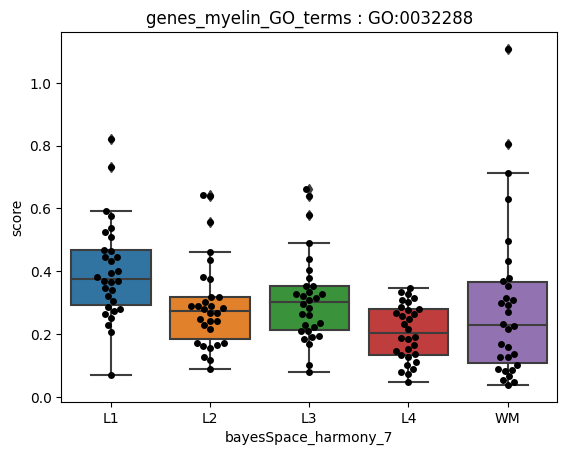 genes_myelin_GO_terms : GO:0032288
score
1.0
0.8
0.6
0.4
0.2
0.0
L1 L2 L3 L4 WM
bayesSpace_harmony_7